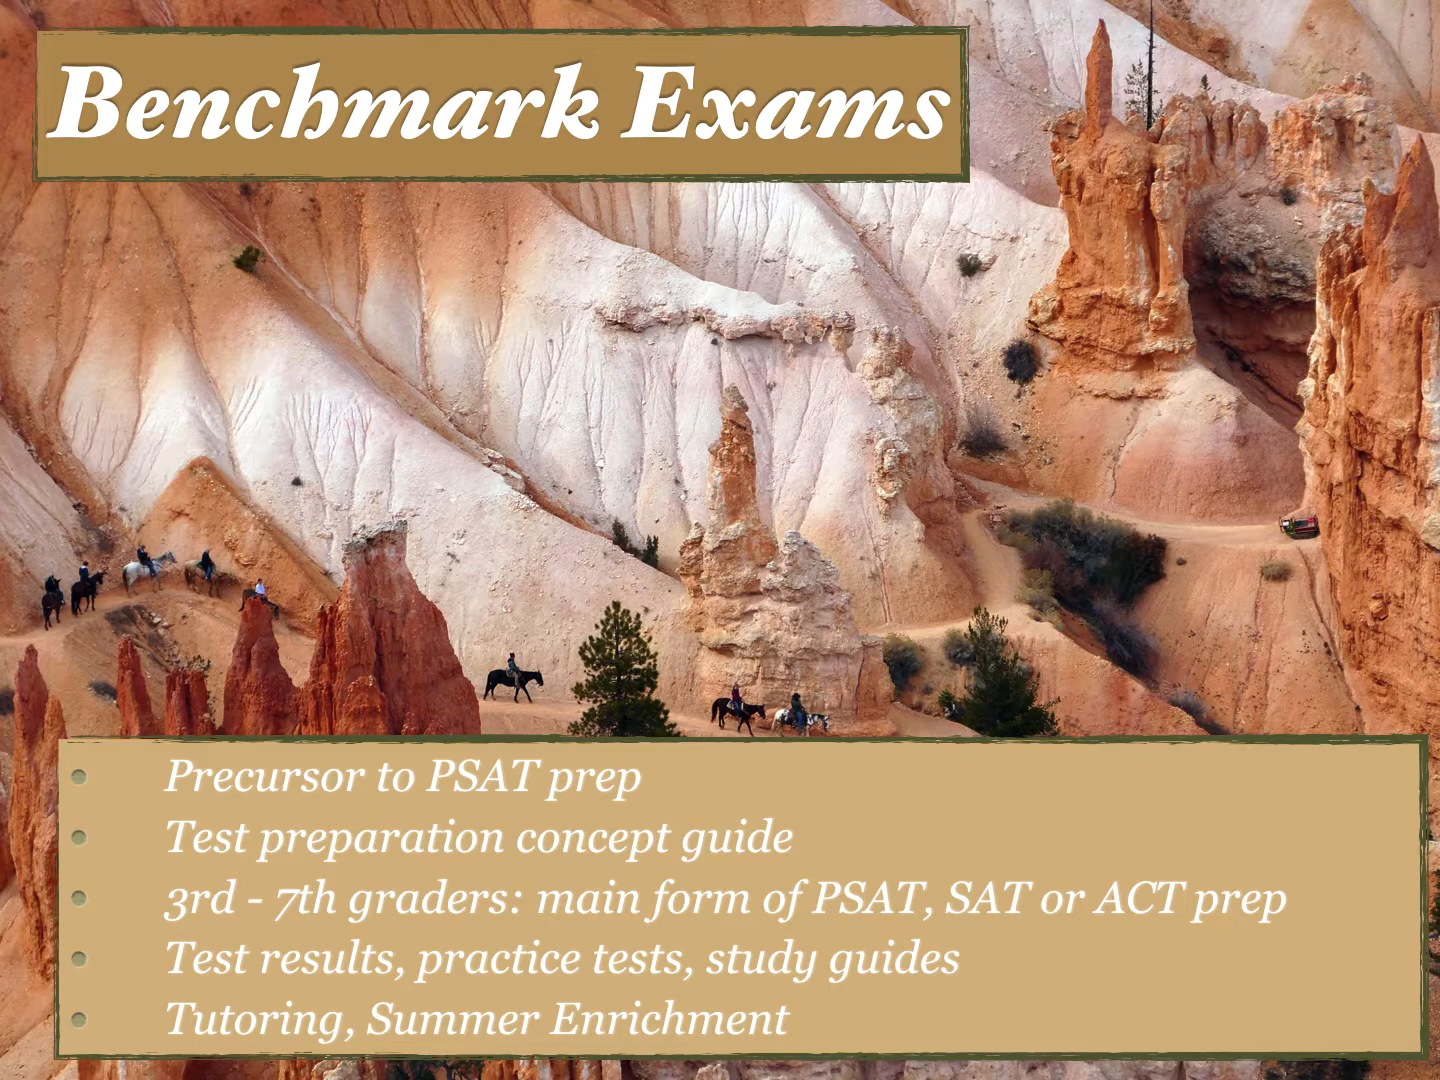 Benchmark Exams
• Precursor to PSAT prep
• Test preparation concept guide
• 3rd - 7th graders: main form of PSAT, SAT or ACT prep
• Test results, practice tests, study guides
• Tutoring, Summer Enrichment